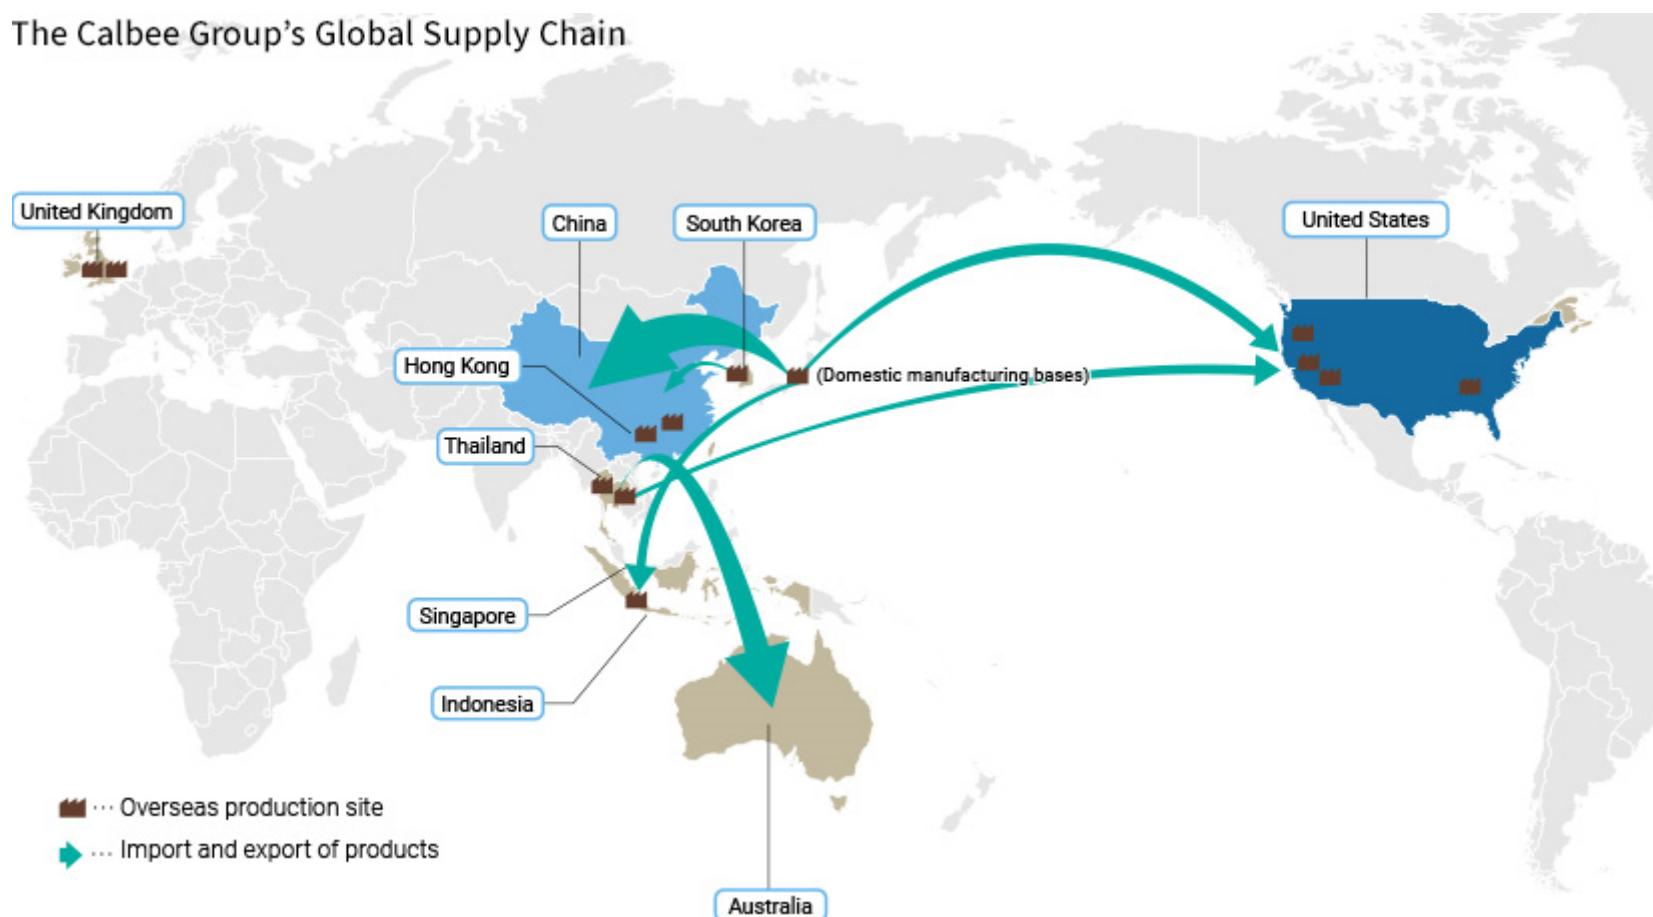 The Calbee Group’s Global Supply Chain
United Kingdom
China
South Korea
United States
Hong Kong
(Domestic manufacturing bases)
Thailand
Singapore
Indonesia
... Overseas production site
... Import and export of products
Australia